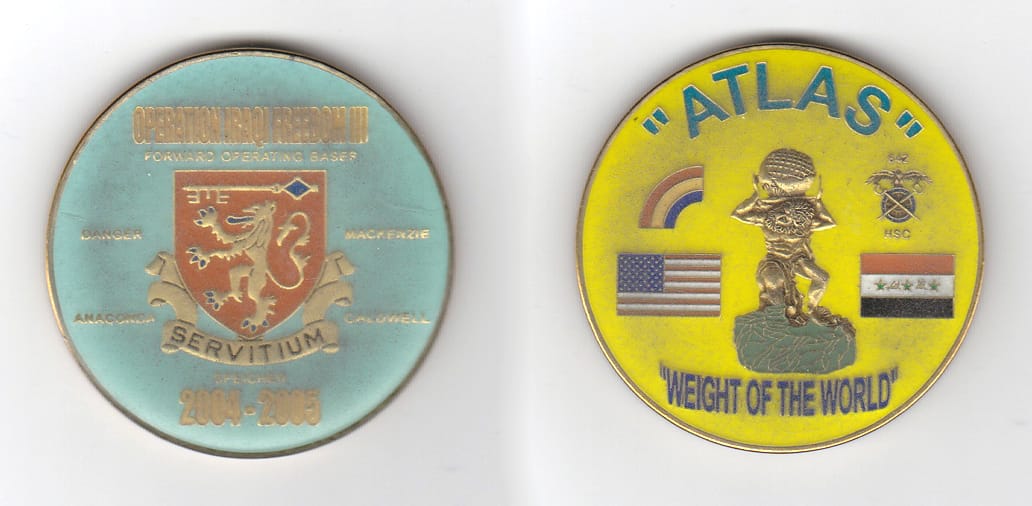 OPERATION IRAQI FREEDOM III
FORWARD OPERATING BASES
DANGER
MACKENZIE
ANACONDA
CALDWELL
SERVITIUM
SPEICHER
2004-2005
"ATLAS"
642
HSC
"WEIGHT OF THE WORLD"